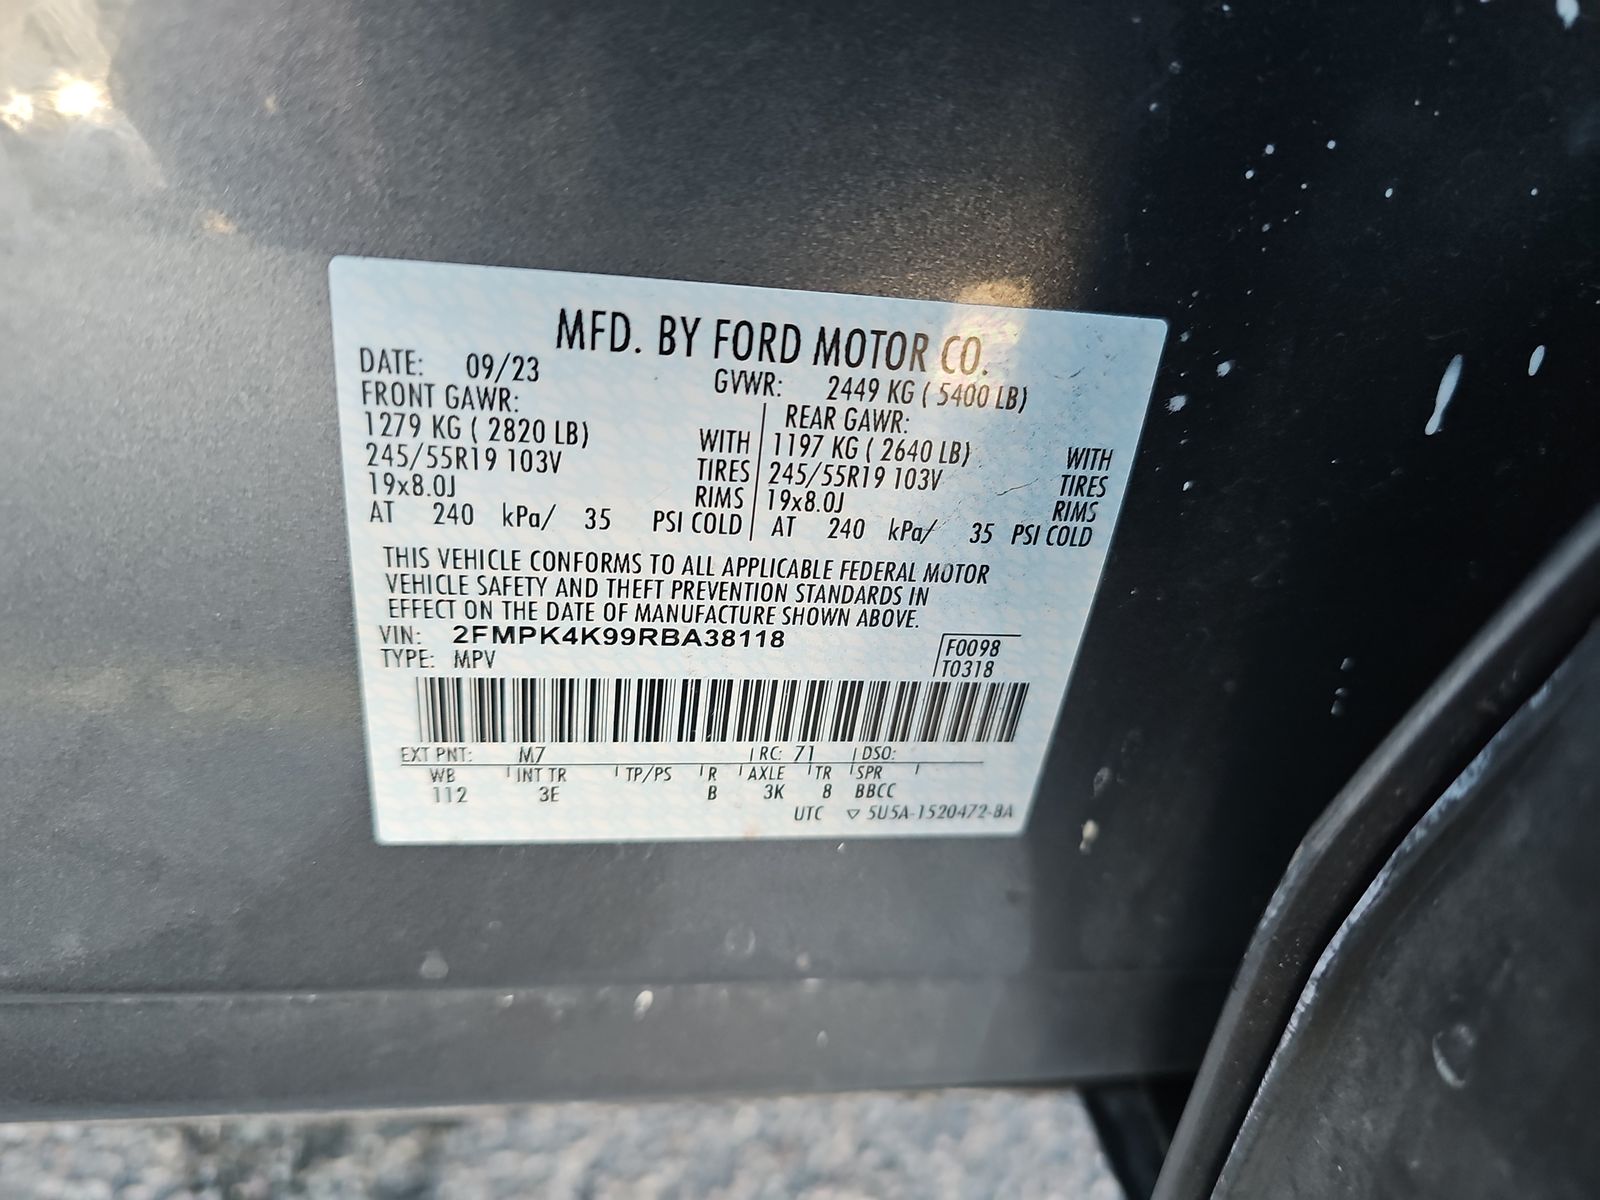 MFD. BY FORD MOTOR CO.
DATE: 09/23 GVWR: 2449 KG ( 5400 LB)
FRONT GAWR: REAR GAWR:
1279 KG ( 2820 LB) WITH 1197 KG ( 2640 LB) WITH
245/55R19 103V TIRES 245/55R19 103V TIRES
19x8.0J RIMS 19x8.0J RIMS
AT 240 kPa/ 35 PSI COLD AT 240 kPa/ 35 PSI COLD
THIS VEHICLE CONFORMS TO ALL APPLICABLE FEDERAL MOTOR
VEHICLE SAFETY AND THEFT PREVENTION STANDARDS IN
EFFECT ON THE DATE OF MANUFACTURE SHOWN ABOVE.
VIN: 2FMPK4K99RBA38118 F0098
TYPE: MPV T0318
EXT PNT: M7 RC: 71 DSO:
WB INT TR TP/PS R AXLE TR SPR
112 3E B 3K 8 BBCC
UTC ▽ 5U5A-1520472-BA